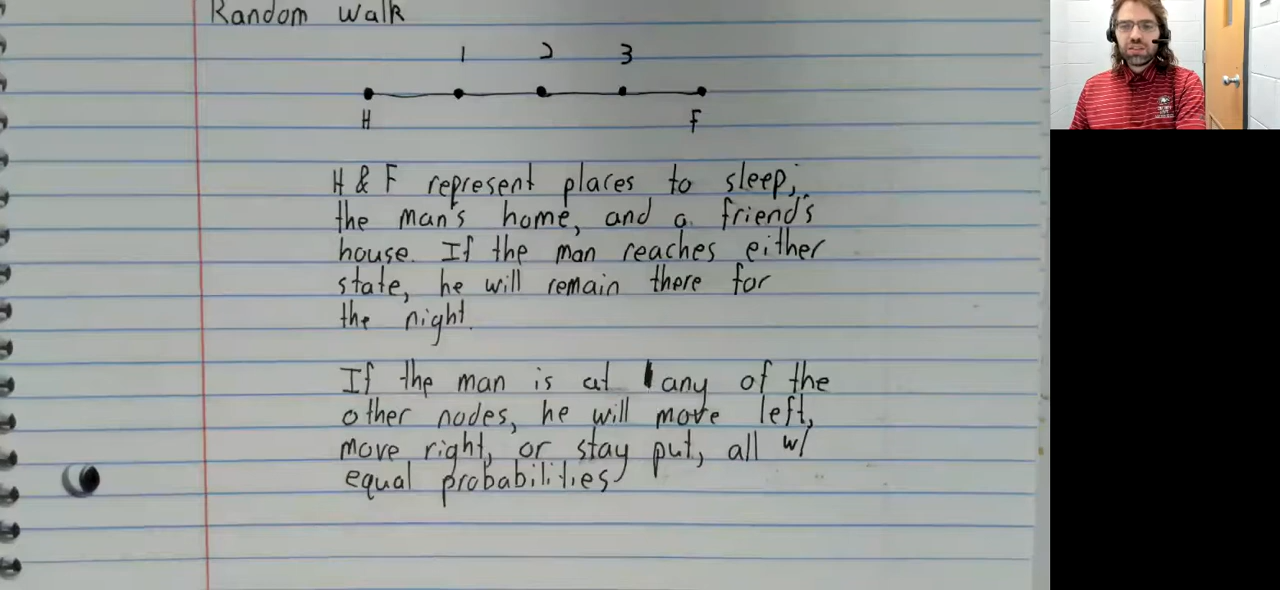 Random Walk
1 2 3
H F
H & F represent places to sleep;
the man's home, and a friend's
house. If the man reaches either
state, he will remain there for
the night.
If the man is at any of the
other nodes, he will move left,
move right, or stay put, all w/
equal probabilities